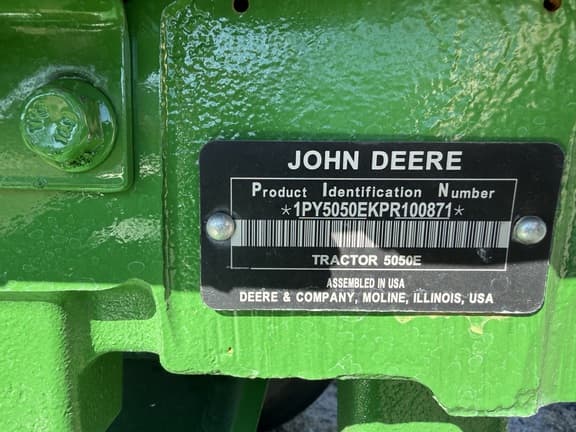 JOHN DEERE
Product Identification Number
*1PY5050EKPR100871*
TRACTOR 5050E
ASSEMBLED IN USA
DEERE & COMPANY, MOLINE, ILLINOIS, USA